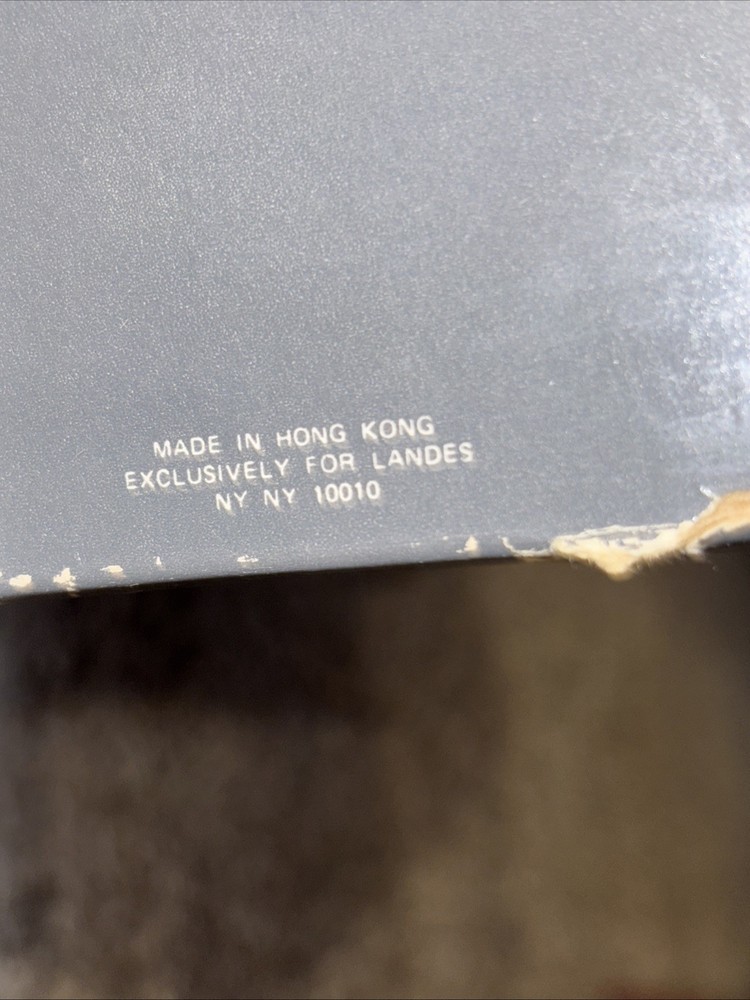 MADE IN HONG KONG
EXCLUSIVELY FOR LANDES
NY NY 10010